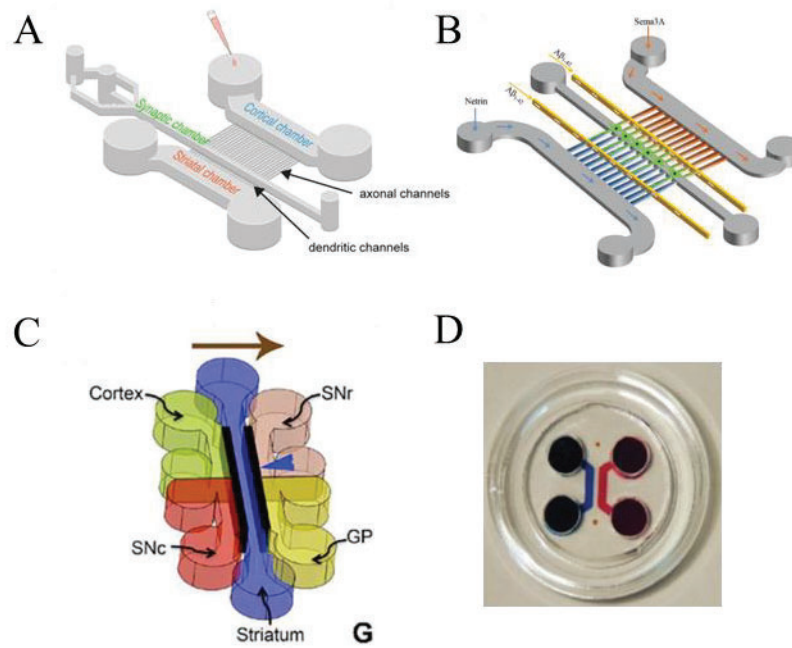 A
Synaptic chamber
Cortical chamber
Striatal chamber
axonal channels
dendritic channels
B
Sema3A
Aβ₁₋₄₂
Aβ₁₋₄₂
Netrin
C
Cortex
SNr
SNc
GP
Striatum
G
D